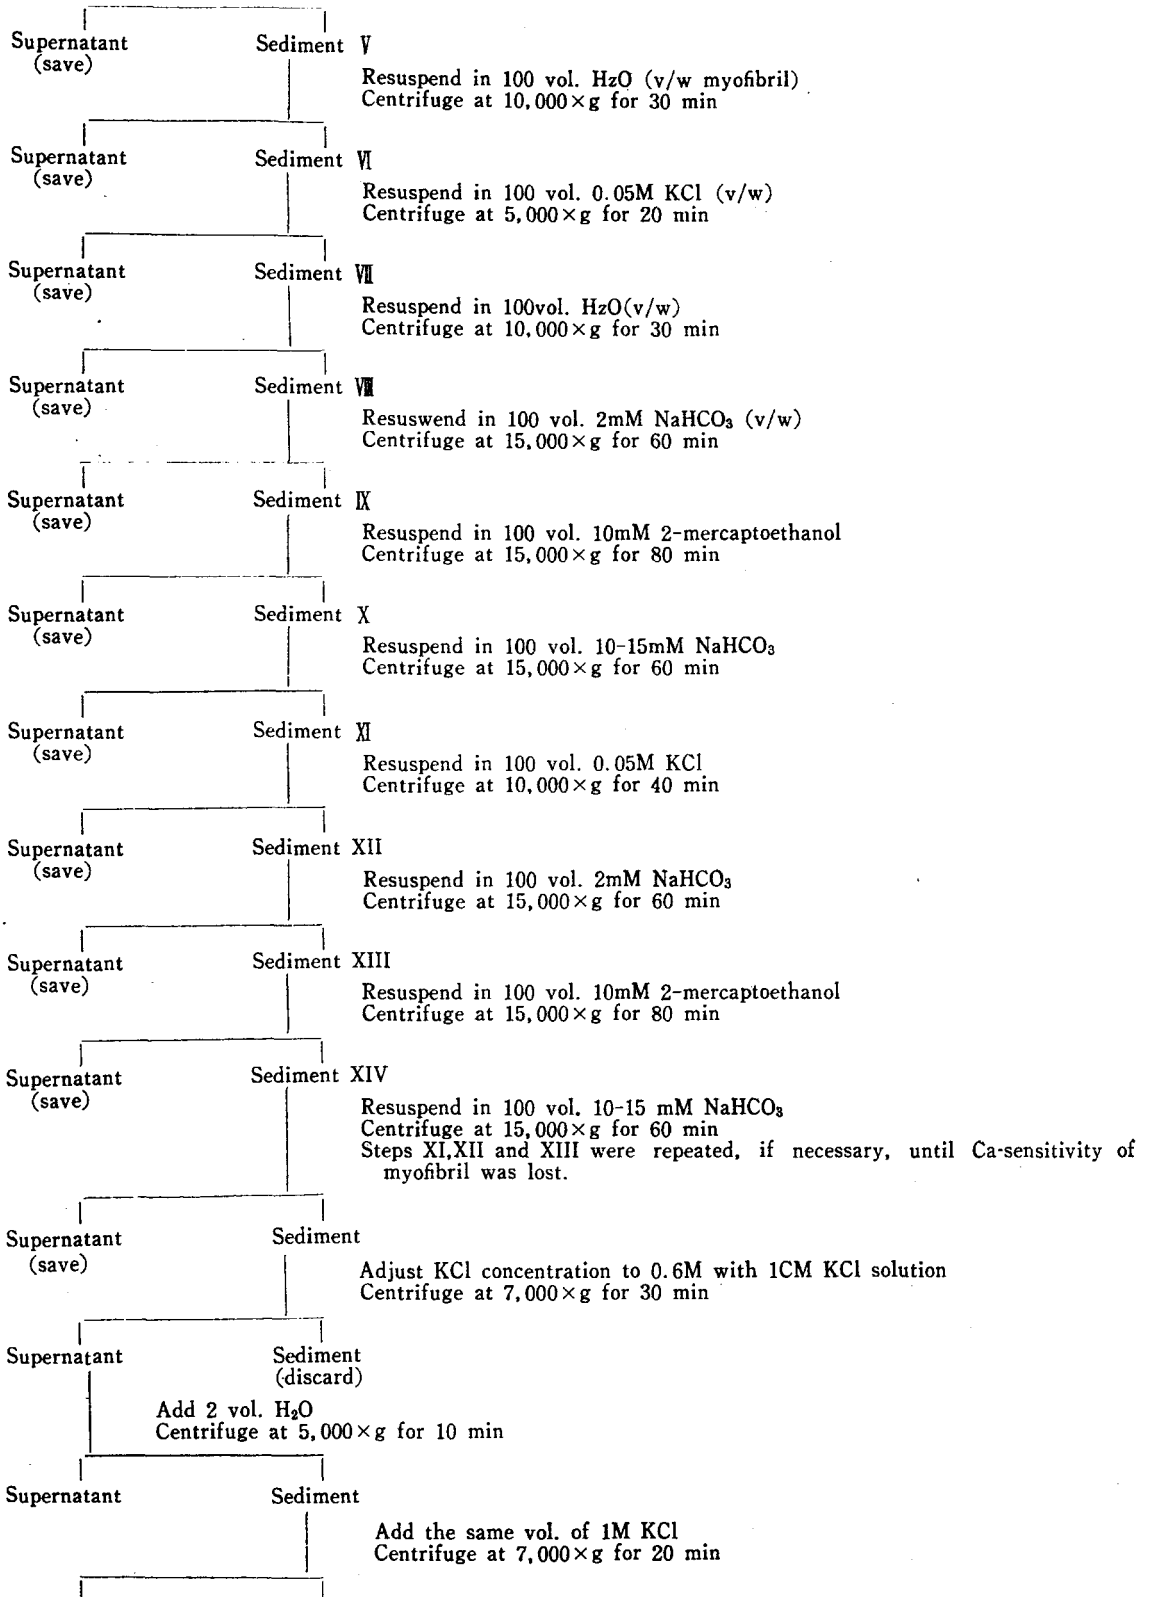 Supernatant Sediment Ⅴ
(save)
Resuspend in 100 vol. HzO (v/w myofibril)
Centrifuge at 10,000×g for 30 min
Supernatant Sediment Ⅵ
(save)
Resuspend in 100 vol. 0.05M KCl (v/w)
Centrifuge at 5,000×g for 20 min
Supernatant Sediment Ⅶ
(save)
Resuspend in 100vol. HzO(v/w)
Centrifuge at 10,000×g for 30 min
Supernatant Sediment Ⅷ
(save)
Resuswend in 100 vol. 2mM NaHCO₃ (v/w)
Centrifuge at 15,000×g for 60 min
Supernatant Sediment Ⅸ
(save)
Resuspend in 100 vol. 10mM 2-mercaptoethanol
Centrifuge at 15,000×g for 80 min
Supernatant Sediment Ⅹ
(save)
Resuspend in 100 vol. 10-15mM NaHCO₃
Centrifuge at 15,000×g for 60 min
Supernatant Sediment Ⅺ
(save)
Resuspend in 100 vol. 0.05M KCl
Centrifuge at 10,000×g for 40 min
Supernatant Sediment XII
(save)
Resuspend in 100 vol. 2mM NaHCO₃
Centrifuge at 15,000×g for 60 min
Supernatant Sediment XIII
(save)
Resuspend in 100 vol. 10mM 2-mercaptoethanol
Centrifuge at 15,000×g for 80 min
Supernatant Sediment XIV
(save)
Resuspend in 100 vol. 10-15 mM NaHCO₃
Centrifuge at 15,000×g for 60 min
Steps XI,XII and XIII were repeated, if necessary, until Ca-sensitivity of
myofibril was lost.
Supernatant Sediment
(save)
Adjust KCl concentration to 0.6M with 1CM KCl solution
Centrifuge at 7,000×g for 30 min
Supernatant Sediment
(discard)
Add 2 vol. H₂O
Centrifuge at 5,000×g for 10 min
Supernatant Sediment
Add the same vol. of 1M KCl
Centrifuge at 7,000×g for 20 min